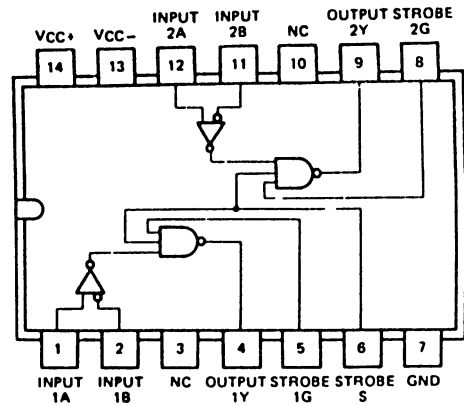 VCC+ VCC− INPUT 2A INPUT 2B NC OUTPUT 2Y STROBE 2G
14 13 12 11 10 9 8
1 2 3 4 5 6 7
INPUT 1A INPUT 1B NC OUTPUT 1Y STROBE 1G STROBE S GND